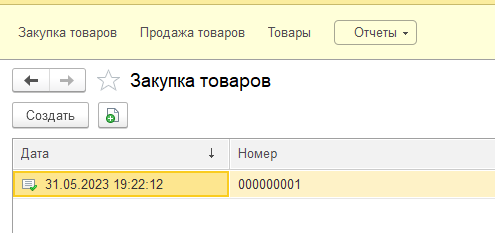 Закупка товаров Продажа товаров Товары Отчеты
Закупка товаров
Создать
Дата Номер
31.05.2023 19:22:12 000000001